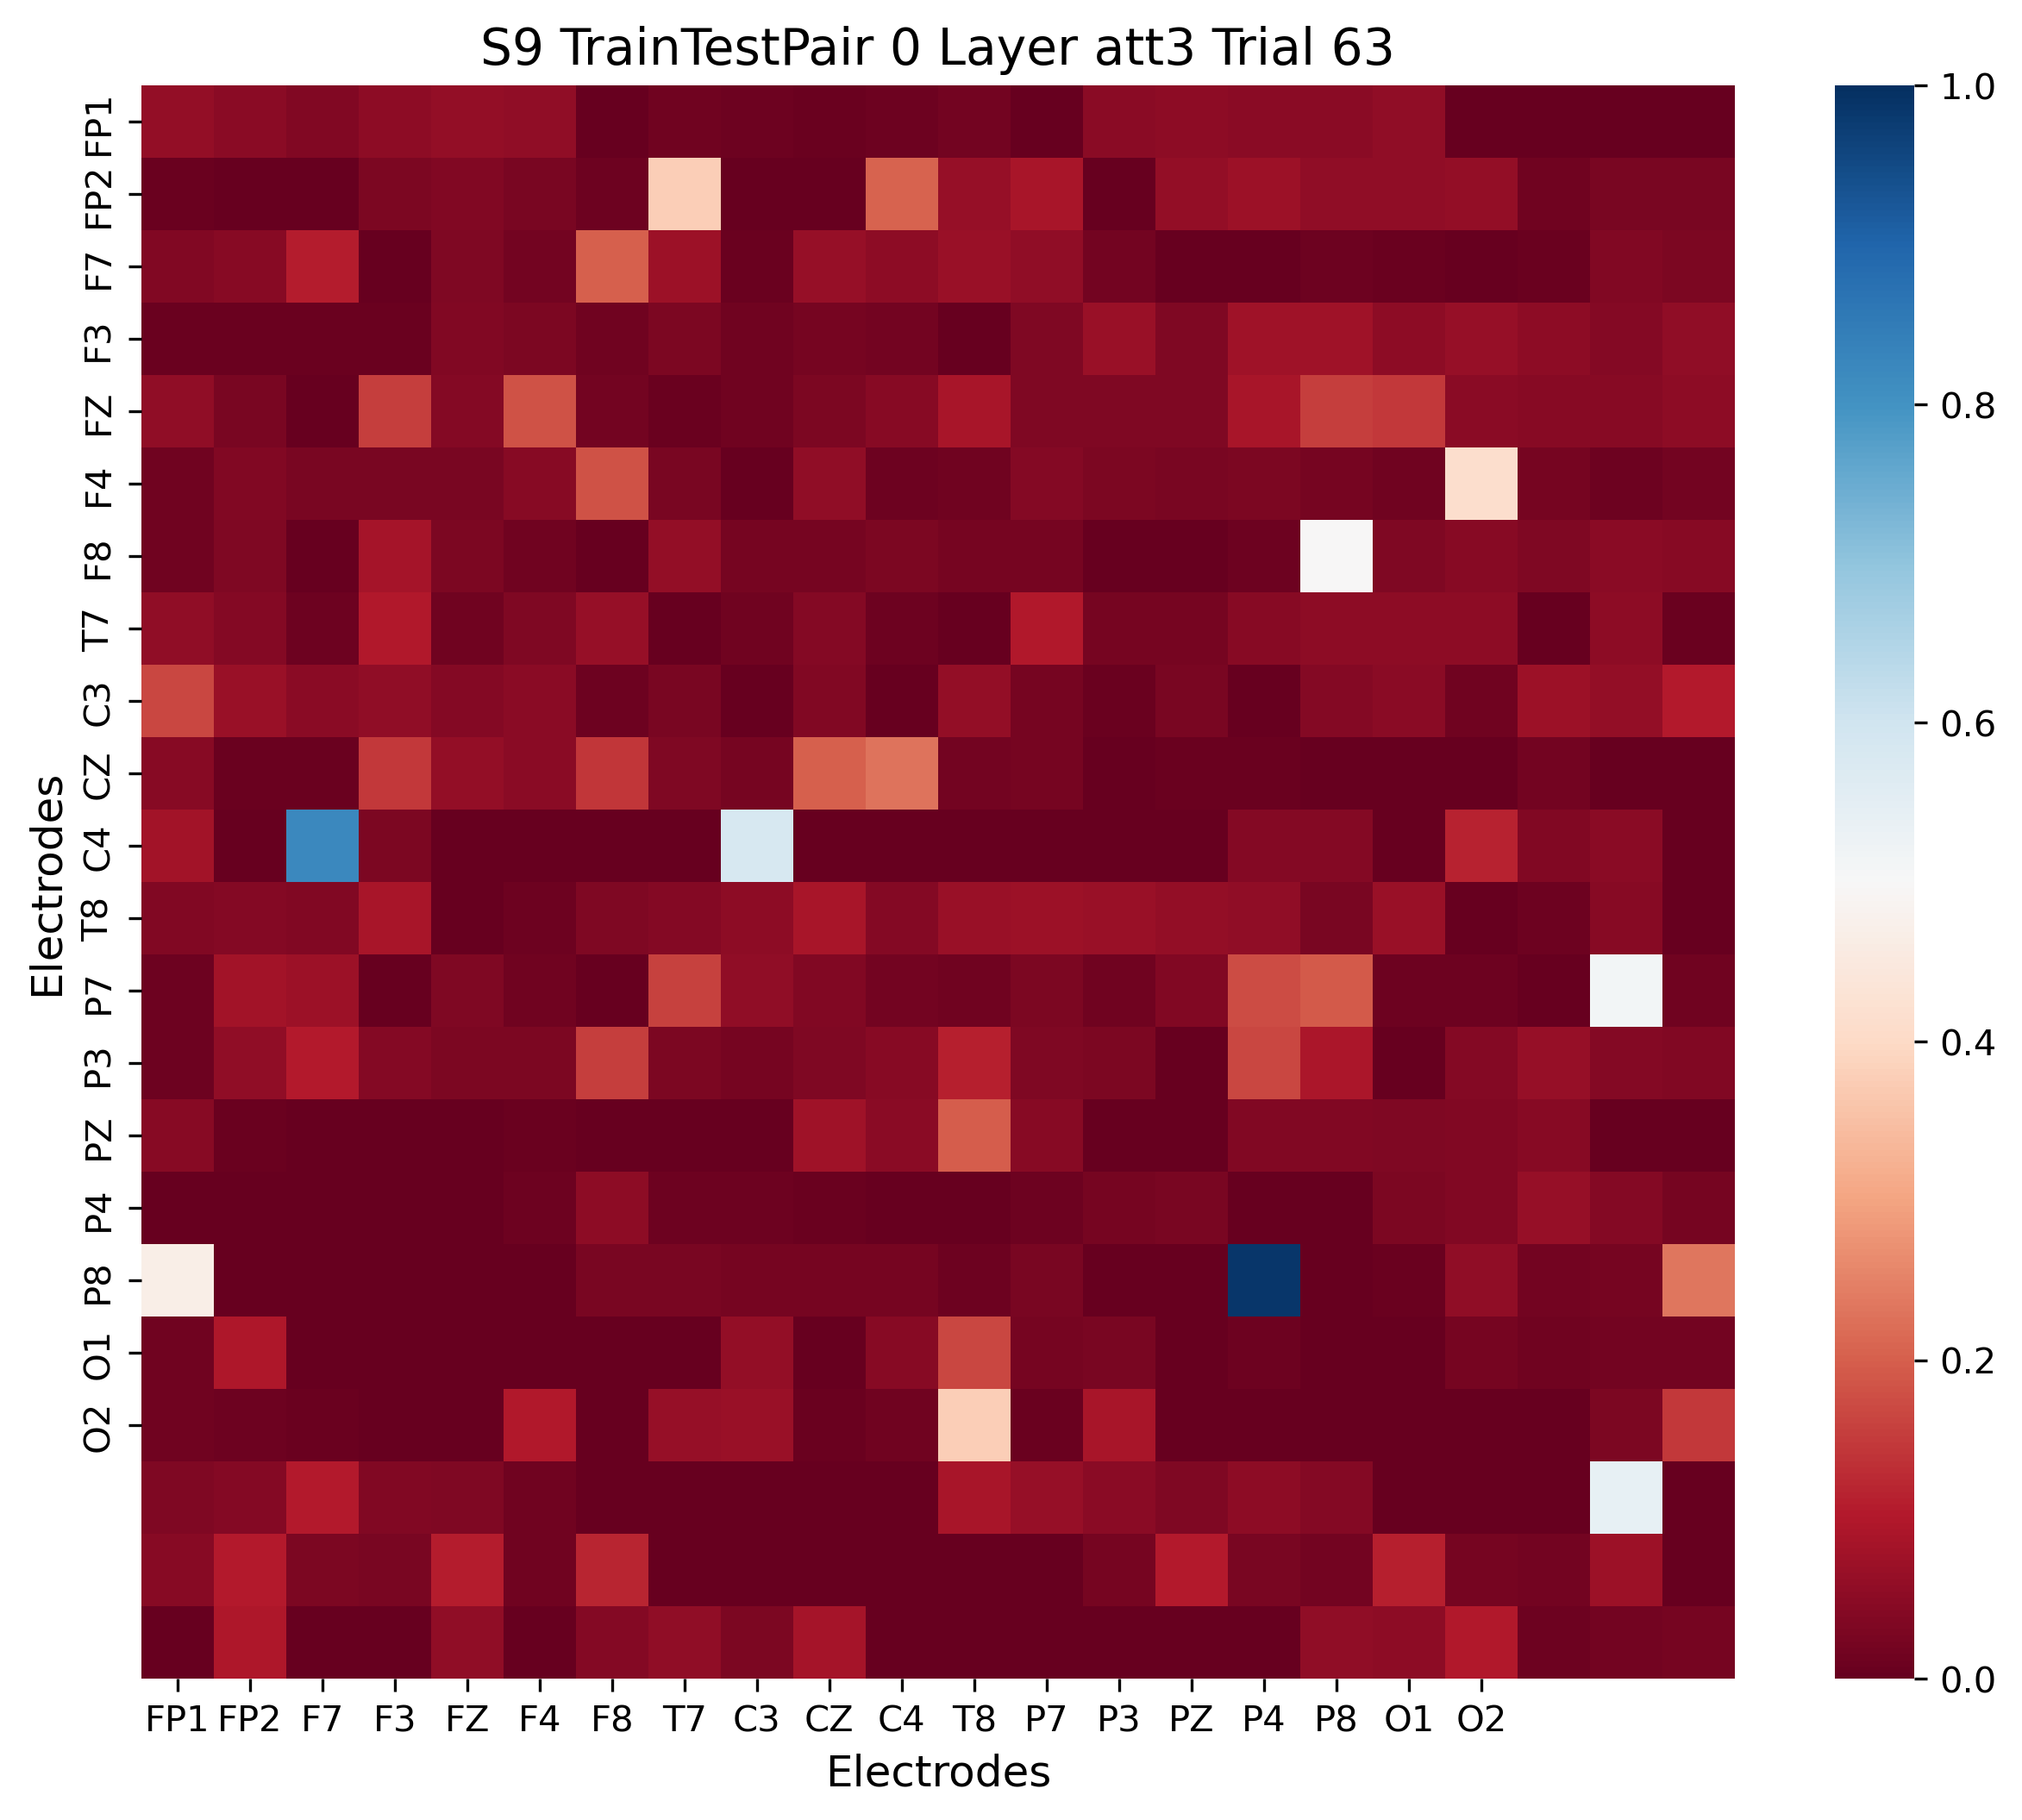 S9 TrainTestPair 0 Layer att3 Trial 63
Electrodes
FP1
FP2
F7
F3
FZ
F4
F8
T7
C3
CZ
C4
T8
P7
P3
PZ
P4
P8
O1
O2
FP1 FP2 F7 F3 FZ F4 F8 T7 C3 CZ C4 T8 P7 P3 PZ P4 P8 O1 O2
Electrodes
1.0
0.8
0.6
0.4
0.2
0.0